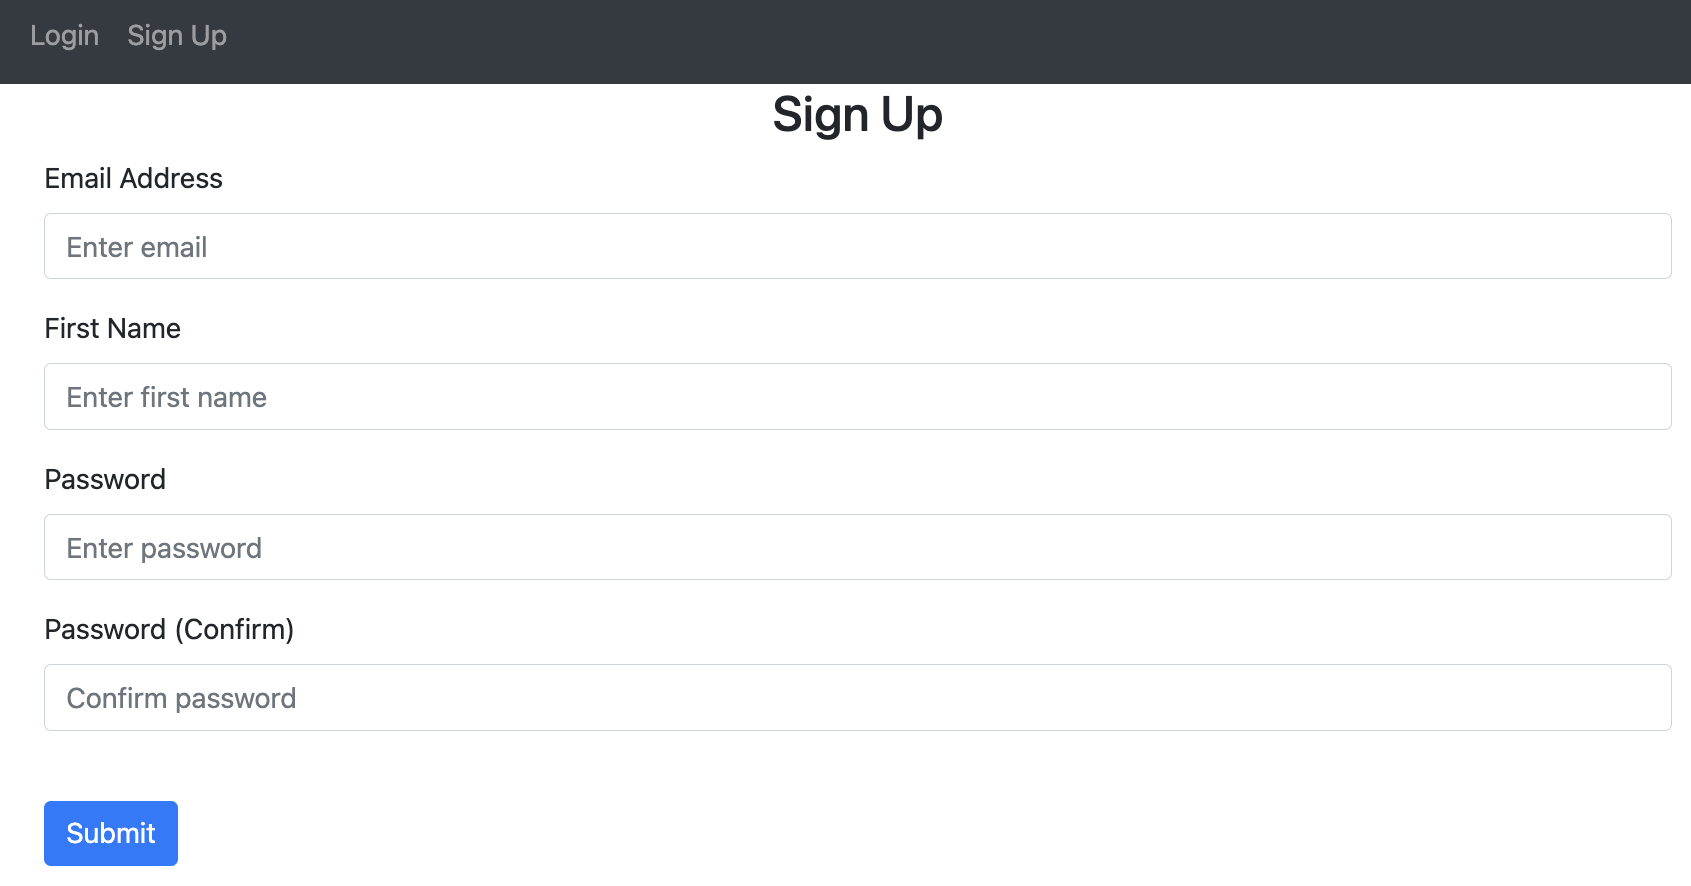 Login Sign Up
Sign Up
Email Address
Enter email
First Name
Enter first name
Password
Enter password
Password (Confirm)
Confirm password
Submit